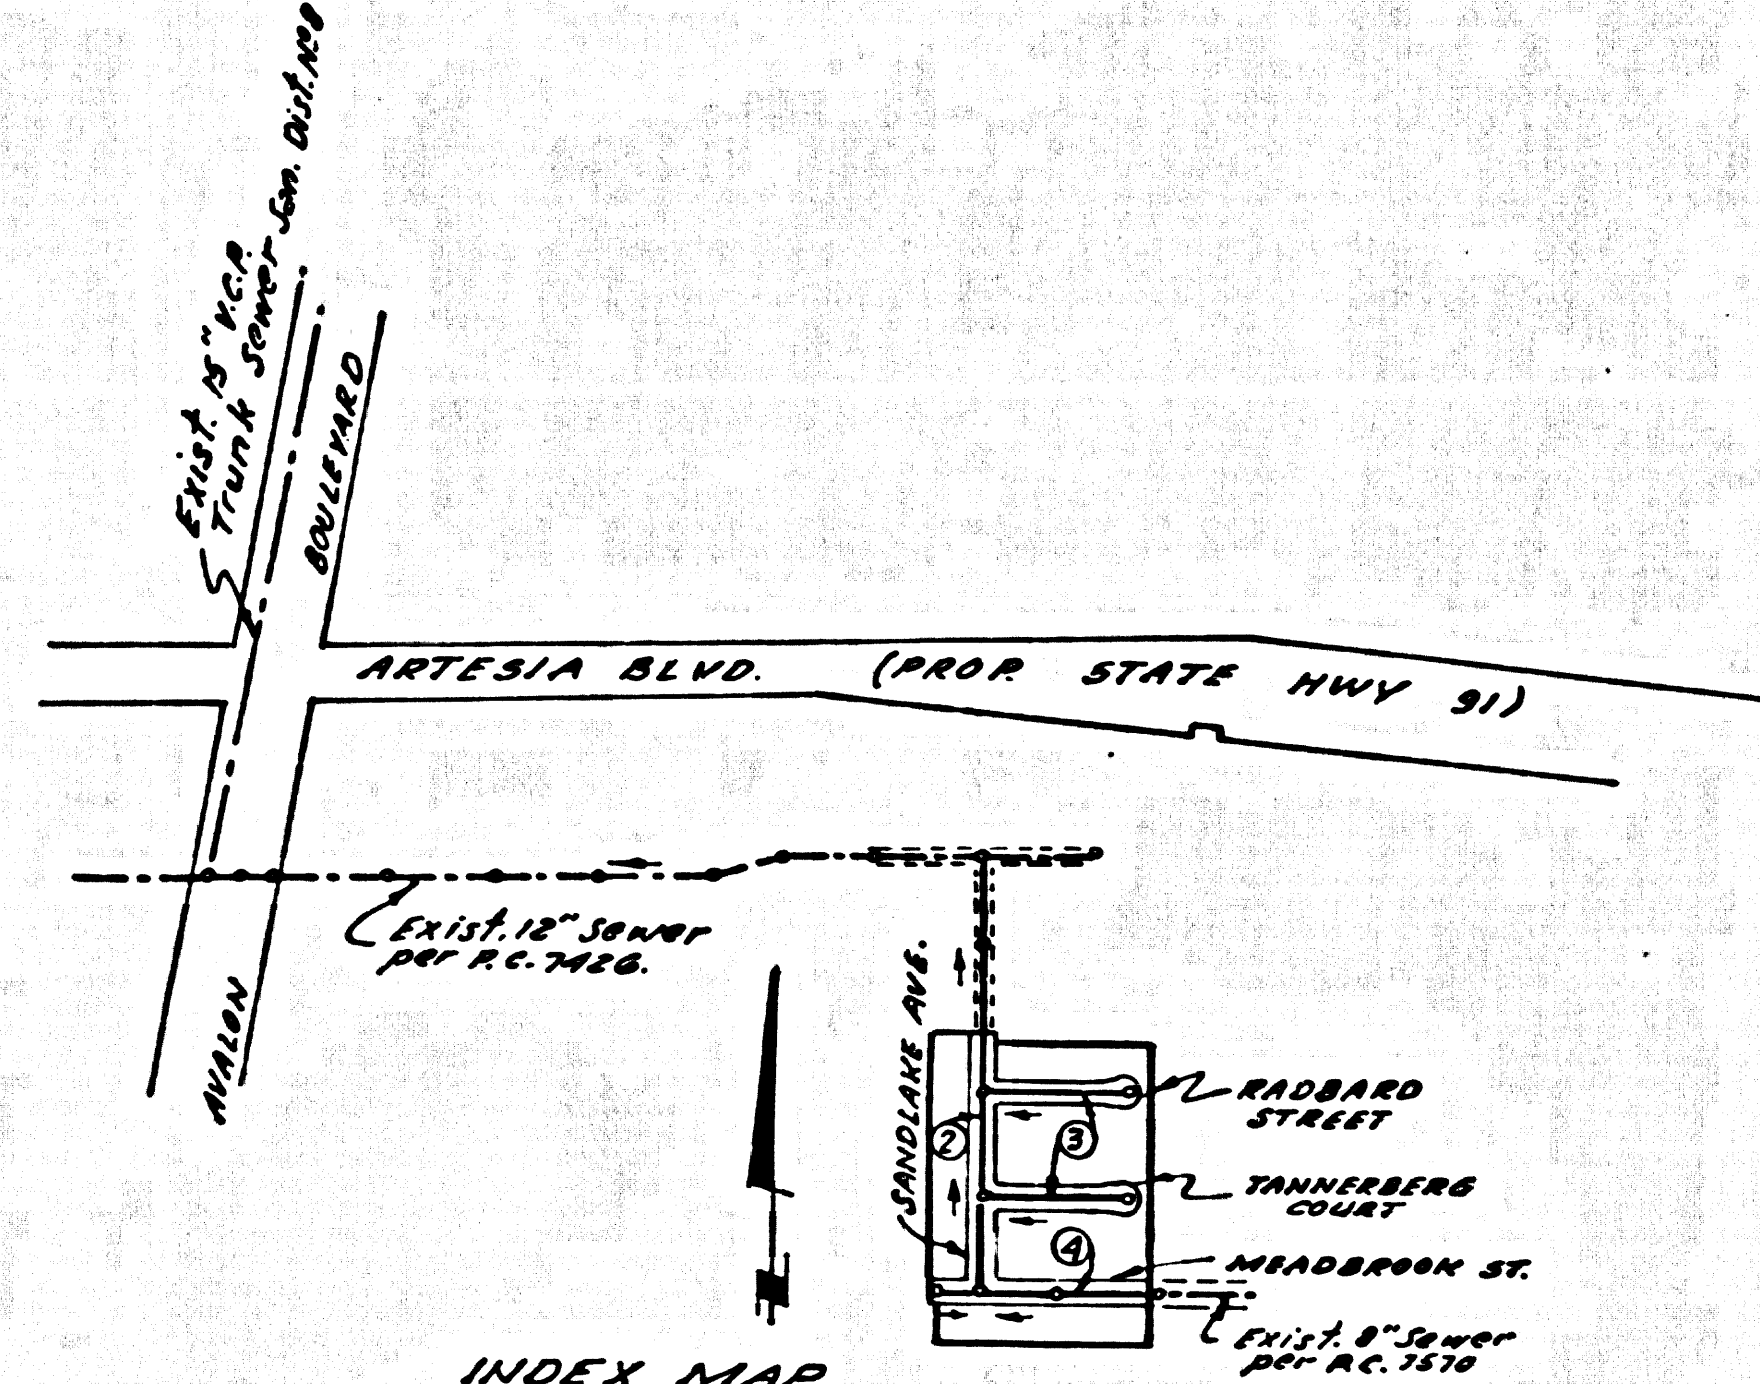 Exist. 15" V.C.P.
Trunk Sewer San. Dist. No 8
BOULEVARD
ARTESIA BLVD. (PROP. STATE HWY 91)
Exist. 12" Sewer
per P.C. 7426.
AVALON
SANDLAKE AVE.
RADBARD
STREET
2
3
TANNERBERG
COURT
4
MEADBROOK ST.
Exist. 8" Sewer
per P.C. 7570
INDEX MAP